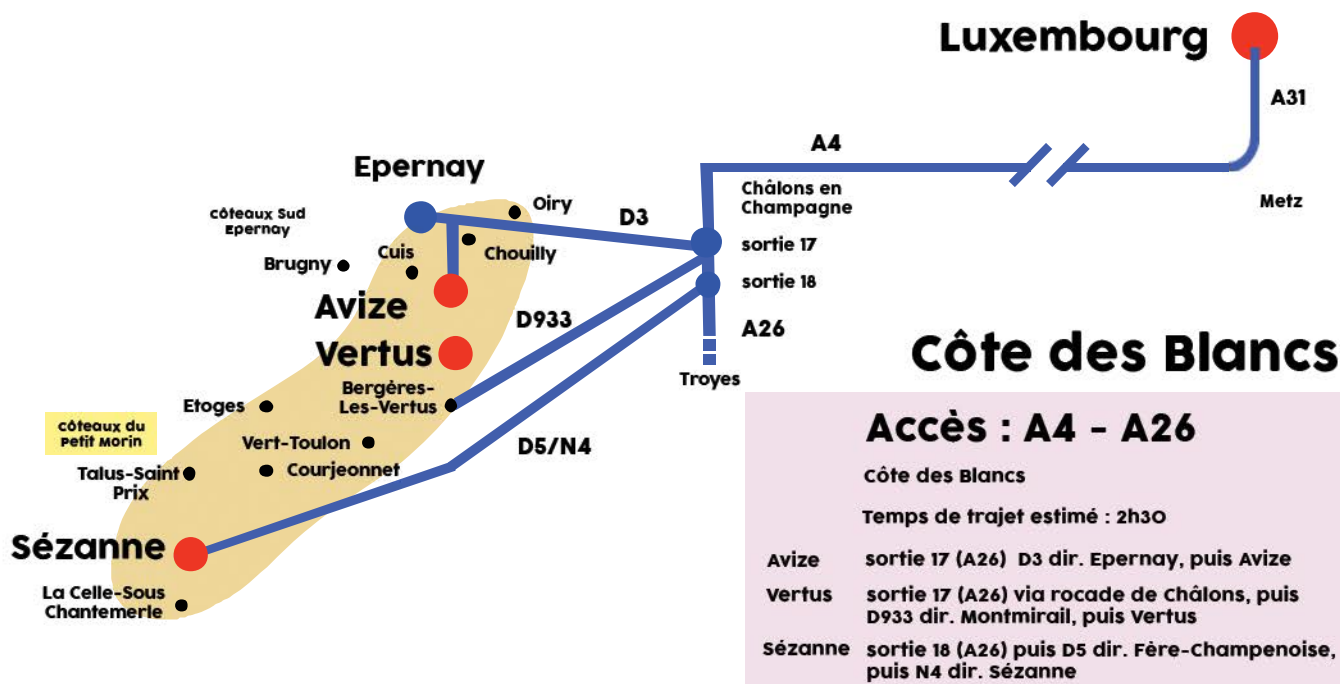 Luxembourg
A31
A4
Metz
Châlons en
Champagne
Epernay
Oiry
D3
côteaux Sud
Epernay
sortie 17
Cuis
Chouilly
Brugny
sortie 18
Avize
D933
A26
Vertus
Troyes
Côte des Blancs
Bergères-
Les-Vertus
Etoges
côteaux du
Petit Morin
Vert-Toulon
D5/N4
Talus-Saint
Prix
Courjeonnet
Sézanne
La Celle-Sous
Chantemerle
Accès : A4 - A26
Côte des Blancs
Temps de trajet estimé : 2h30
Avize sortie 17 (A26) D3 dir. Epernay, puis Avize
Vertus sortie 17 (A26) via rocade de Châlons, puis
D933 dir. Montmirail, puis Vertus
Sézanne sortie 18 (A26) puis D5 dir. Fère-Champenoise,
puis N4 dir. Sézanne